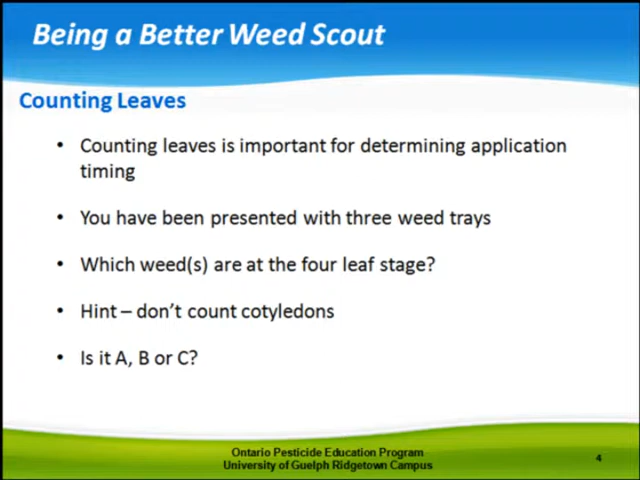 Being a Better Weed Scout
Counting Leaves
• Counting leaves is important for determining application
timing
• You have been presented with three weed trays
• Which weed(s) are at the four leaf stage?
• Hint – don't count cotyledons
• Is it A, B or C?
Ontario Pesticide Education Program
University of Guelph Ridgetown Campus
4